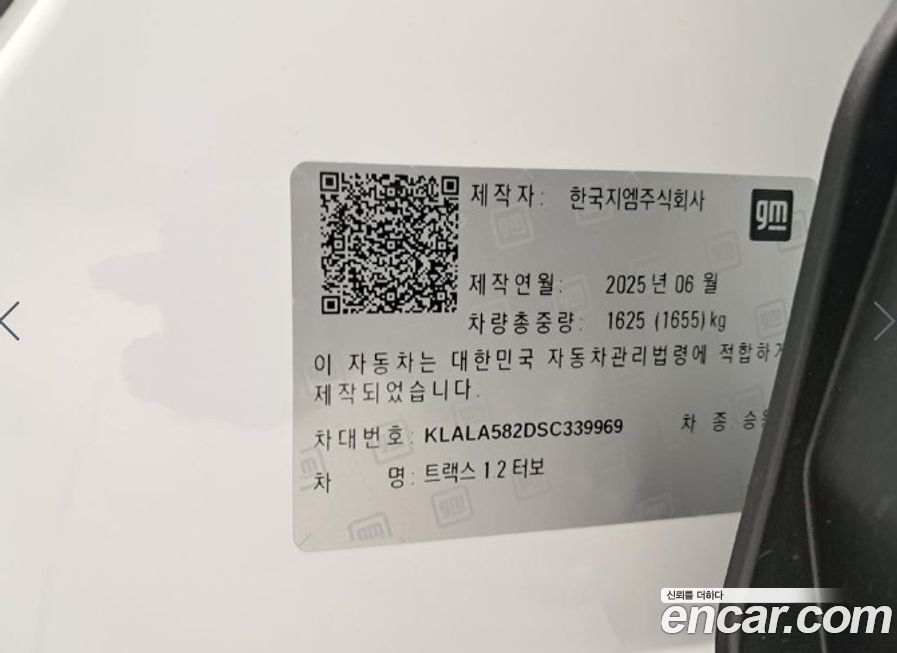 제작자: 한국지엠주식회사
gm
제작연월: 2025년 06월
차량총중량: 1625 (1655)kg
이 자동차는 대한민국 자동차관리법령에 적합하게
제작되었습니다.
차대번호: KLALA582DSC339969 차 종: 승용
차 명: 트랙스 1.2 터보
신뢰를 더하다
encar.com